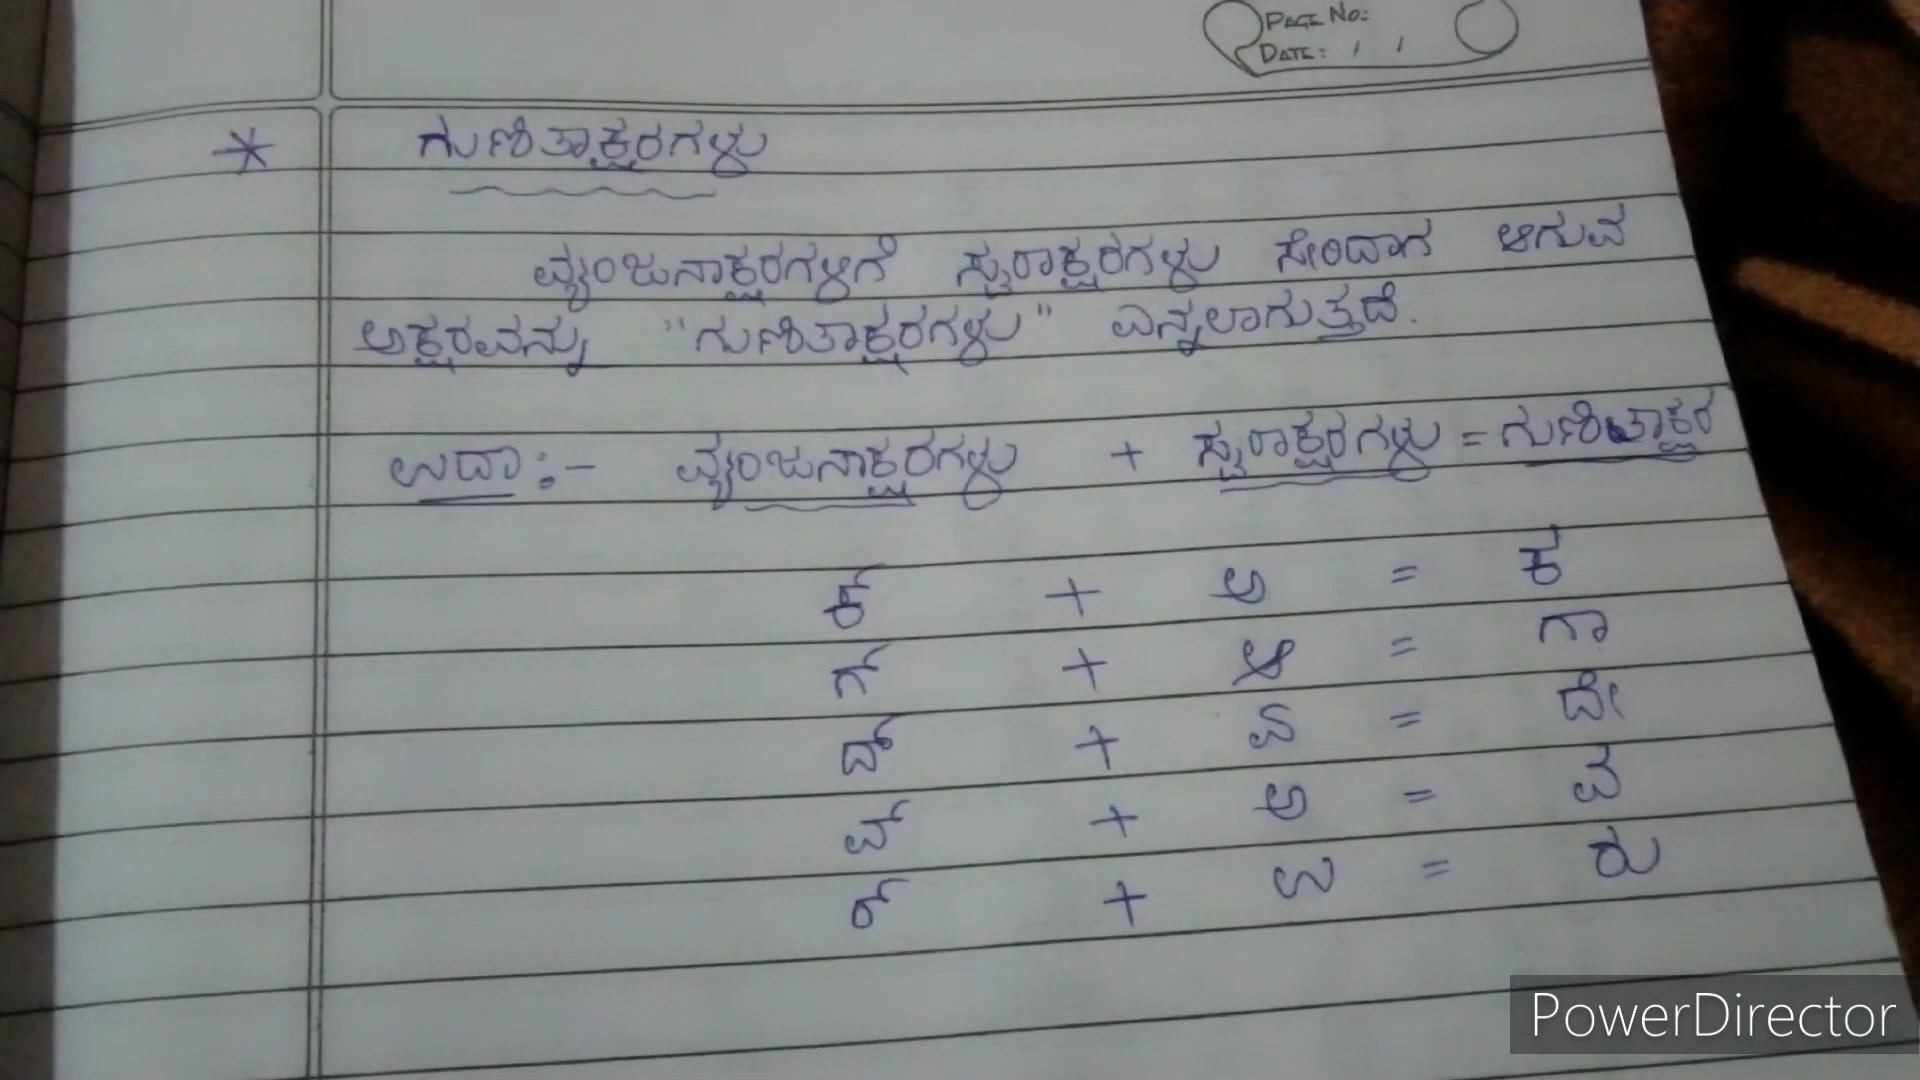 PAGE NO:
DATE: / /
* ಗುಣಿತಾಕ್ಷರಗಳು
ವ್ಯಂಜನಾಕ್ಷರಗಳಿಗೆ ಸ್ವರಾಕ್ಷರಗಳು ಸೇರಿದಾಗ ಆಗುವ
ಅಕ್ಷರವನ್ನು "ಗುಣಿತಾಕ್ಷರಗಳು" ಎನ್ನಲಾಗುತ್ತದೆ.
ಉದಾ:- ವ್ಯಂಜನಾಕ್ಷರಗಳು + ಸ್ವರಾಕ್ಷರಗಳು = ಗುಣಿತಾಕ್ಷರ
ಕ್ + ಅ = ಕ
ಗ್ + ಆ = ಗಾ
ದ್ + ಏ = ದೇ
ವ್ + ಅ = ವ
ರ್ + ಉ = ರು
PowerDirector